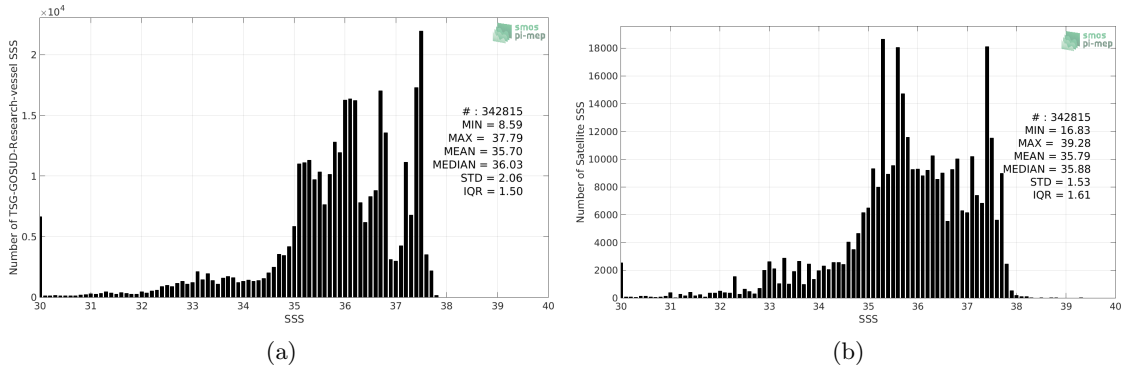 ×10⁴
2
1.5
1
0.5
0
Number of TSG-GOSUD-Research-vessel SSS
30 31 32 33 34 35 36 37 38 39 40
SSS
smos
pi-mep
# : 342815
MIN = 8.59
MAX = 37.79
MEAN = 35.70
MEDIAN = 36.03
STD = 2.06
IQR = 1.50
(a)
18000
16000
14000
12000
10000
8000
6000
4000
2000
0
Number of Satellite SSS
30 31 32 33 34 35 36 37 38 39 40
SSS
smos
pi-mep
# : 342815
MIN = 16.83
MAX = 39.28
MEAN = 35.79
MEDIAN = 35.88
STD = 1.53
IQR = 1.61
(b)